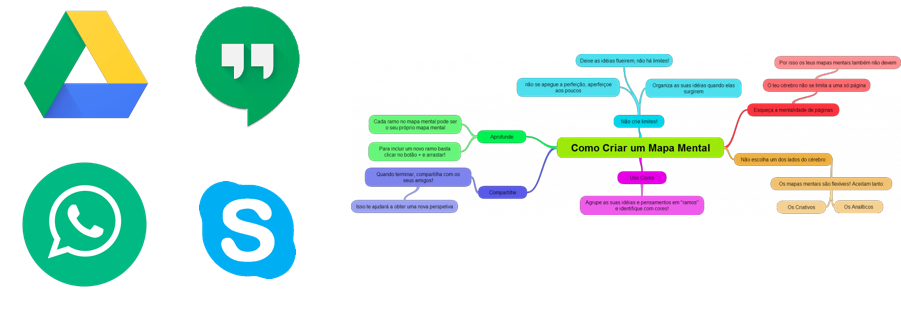 Deixe as idéias fluerem, não há limites!
não se apegue a perfeição, aperfeiçoe
aos poucos
Organiza as suas idéias quando elas
surgirem
Não crie limites!
Por isso os teus mapas mentais também não devem
O teu cérebro não se limita a uma só página
Esqueça a mentalidade de páginas
Cada ramo no mapa mental pode ser
o seu próprio mapa mental
Aprofunde
Para incluir um novo ramo basta
clicar no botão + e arrastar!
Como Criar um Mapa Mental
Não escolha um dos lados do cérebro
Quando terminar, compartilha com os
seus amigos!
Compartilhe
Isso te ajudará a obter uma nova perspetiva
Use Cores
Agrupe as suas idéias e pensamentos em "ramos"
e identifique com cores!
Os mapas mentais são flexíveis! Aceitam tanto
Os Criativos
Os Analíticos
S